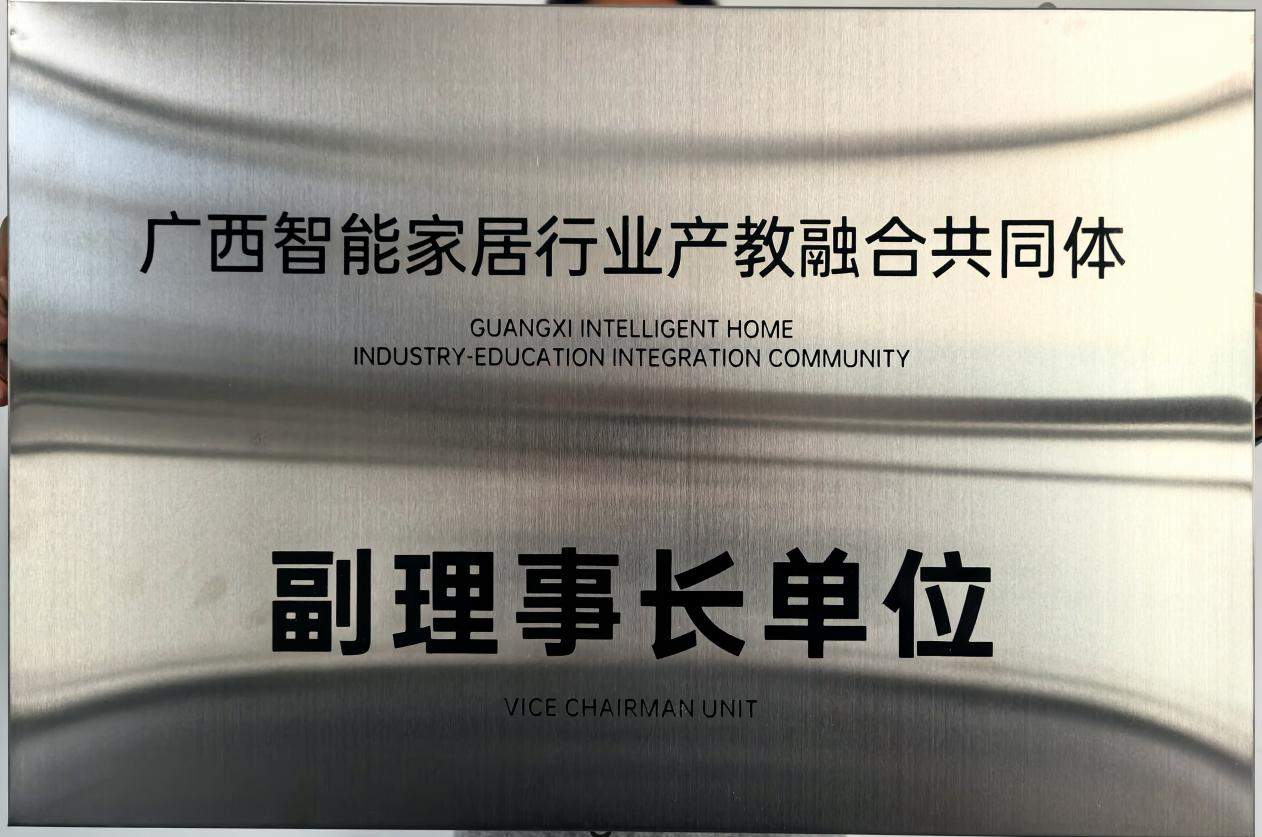 广西智能家居行业产教融合共同体
GUANGXI INTELLIGENT HOME
INDUSTRY-EDUCATION INTEGRATION COMMUNITY
副理事长单位
VICE CHAIRMAN UNIT